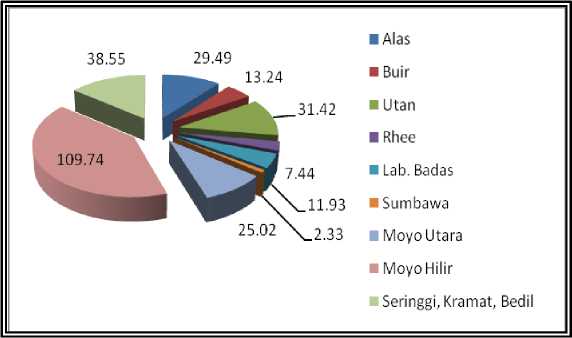 38.55
29.49
13.24
31.42
7.44
11.93
2.33
25.02
109.74
Alas
Buir
Utan
Rhee
Lab. Badas
Sumbawa
Moyo Utara
Moyo Hilir
Seringgi, Kramat, Bedil